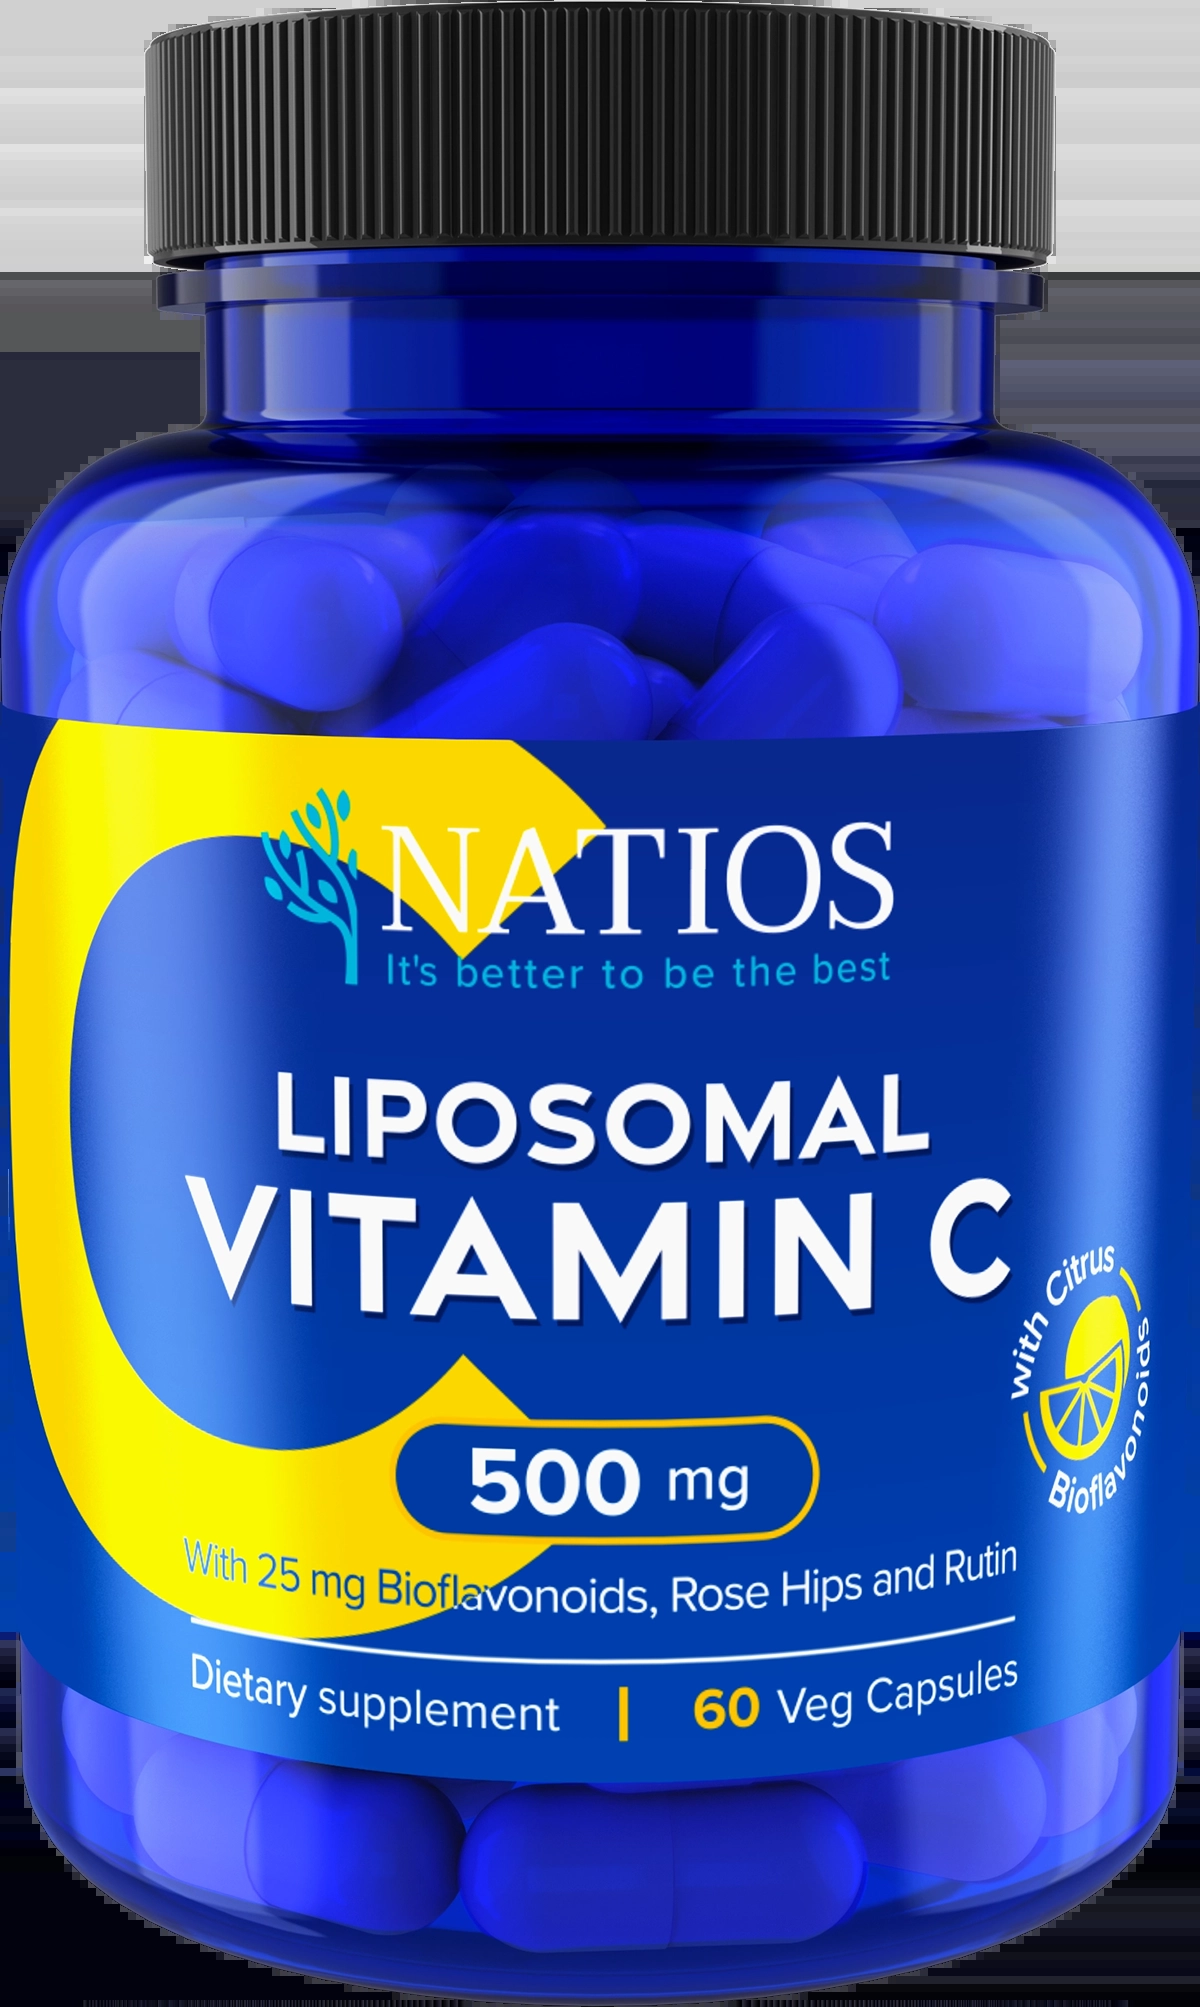 NATIOS
It's better to be the best
LIPOSOMAL
VITAMIN C
with Citrus
Bioflavonoids
500 mg
With 25 mg Bioflavonoids, Rose Hips and Rutin
Dietary supplement | 60 Veg Capsules